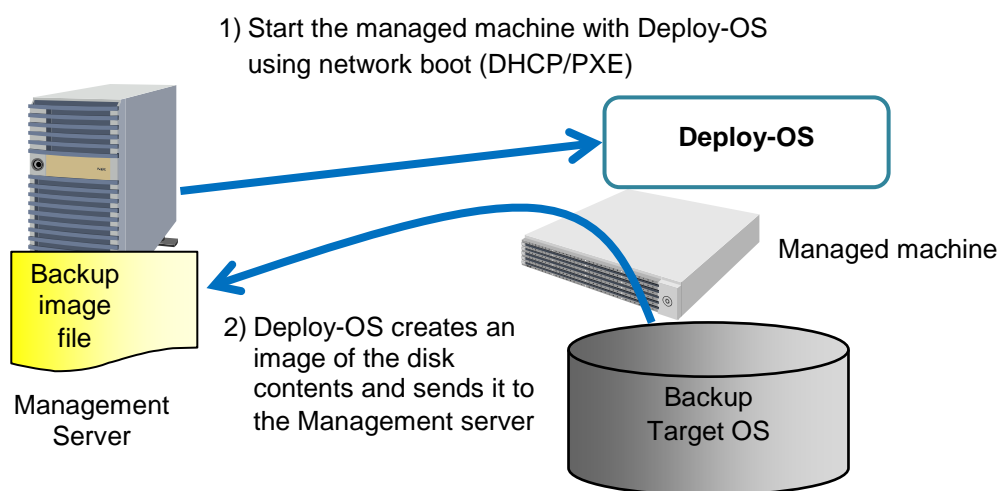 1) Start the managed machine with Deploy-OS
using network boot (DHCP/PXE)
Deploy-OS
Managed machine
Backup
image
file
2) Deploy-OS creates an
image of the disk
contents and sends it to
the Management server
Management
Server
Backup
Target OS